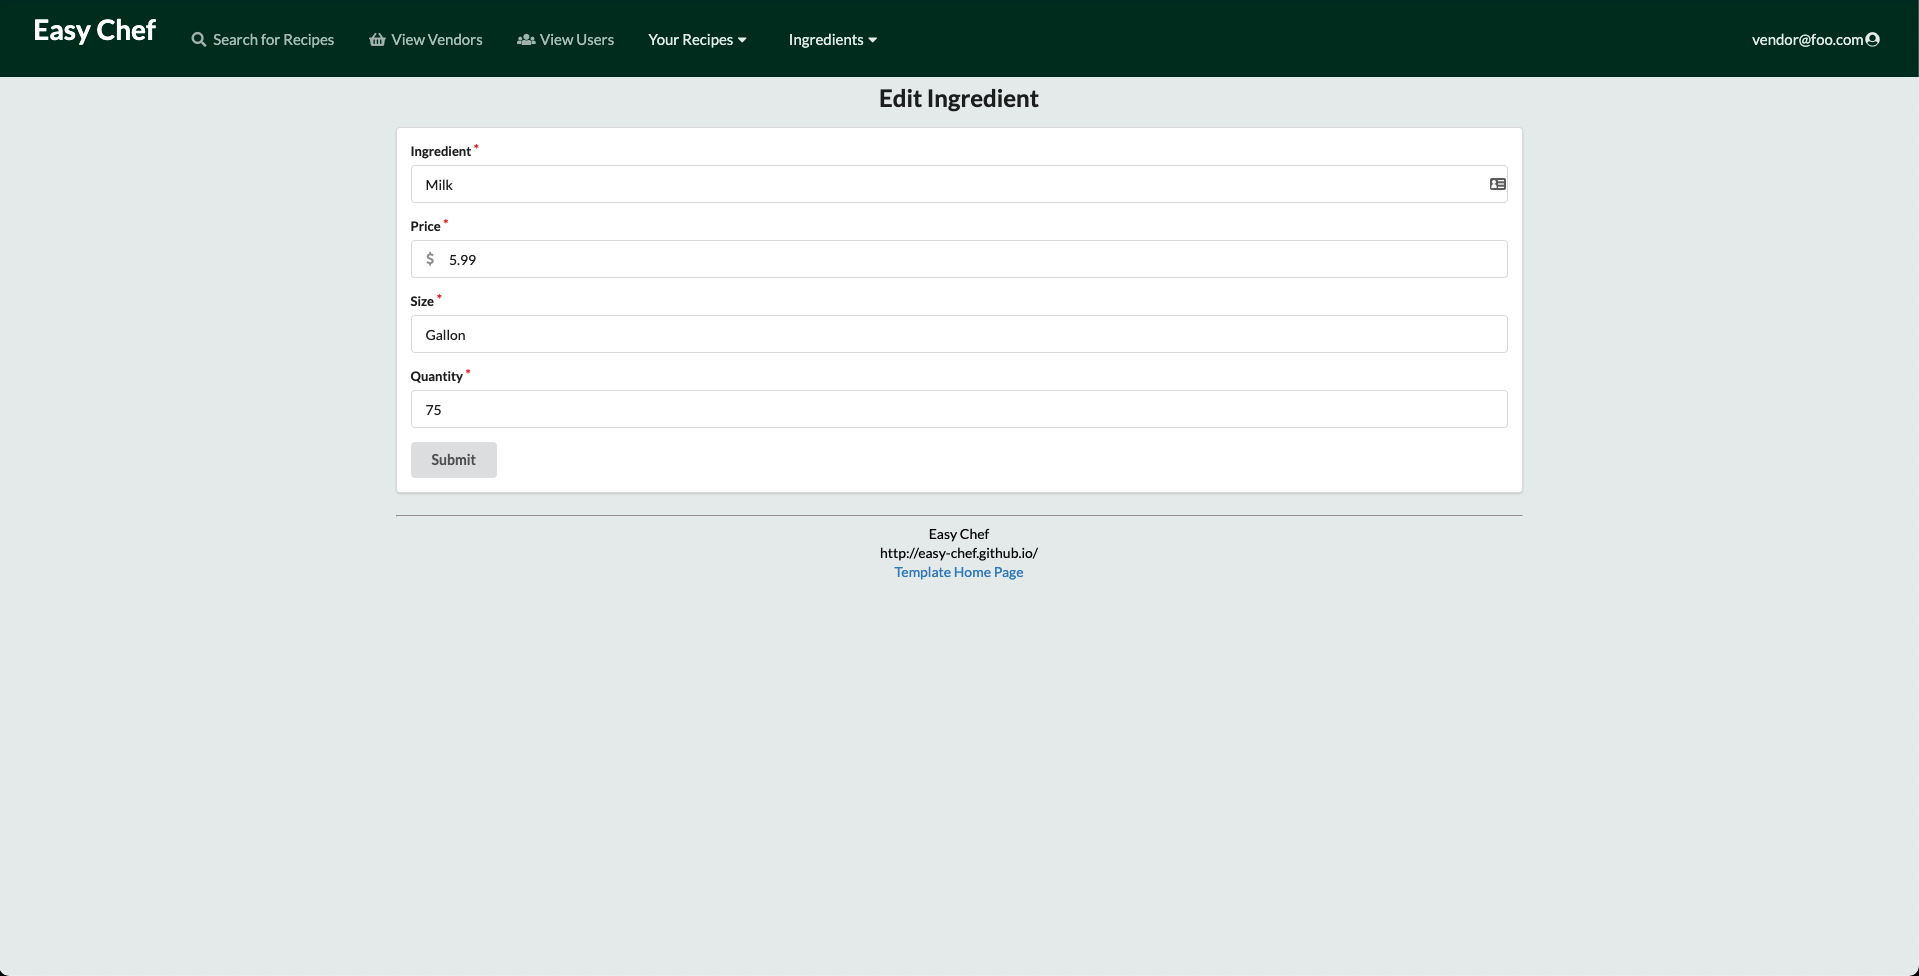 Easy Chef
Search for Recipes
View Vendors
View Users
Your Recipes
Ingredients
vendor@foo.com
Edit Ingredient
Ingredient*
Milk
Price*
$ 5.99
Size*
Gallon
Quantity*
75
Submit
Easy Chef
http://easy-chef.github.io/
Template Home Page